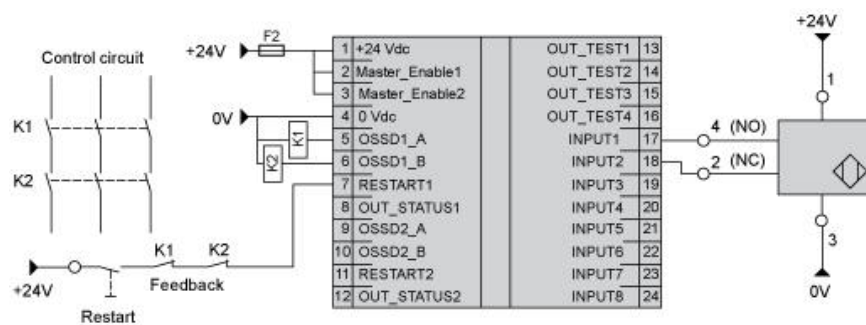 Control circuit
K1
K2
+24V
Restart
K1
K2
Feedback
+24V
F2
0V
K1
K2
1 +24 Vdc
2 Master_Enable1
3 Master_Enable2
4 0 Vdc
5 OSSD1_A
6 OSSD1_B
7 RESTART1
8 OUT_STATUS1
9 OSSD2_A
10 OSSD2_B
11 RESTART2
12 OUT_STATUS2
OUT_TEST1 13
OUT_TEST2 14
OUT_TEST3 15
OUT_TEST4 16
INPUT1 17
INPUT2 18
INPUT3 19
INPUT4 20
INPUT5 21
INPUT6 22
INPUT7 23
INPUT8 24
4 (NO)
2 (NC)
+24V
1
3
0V